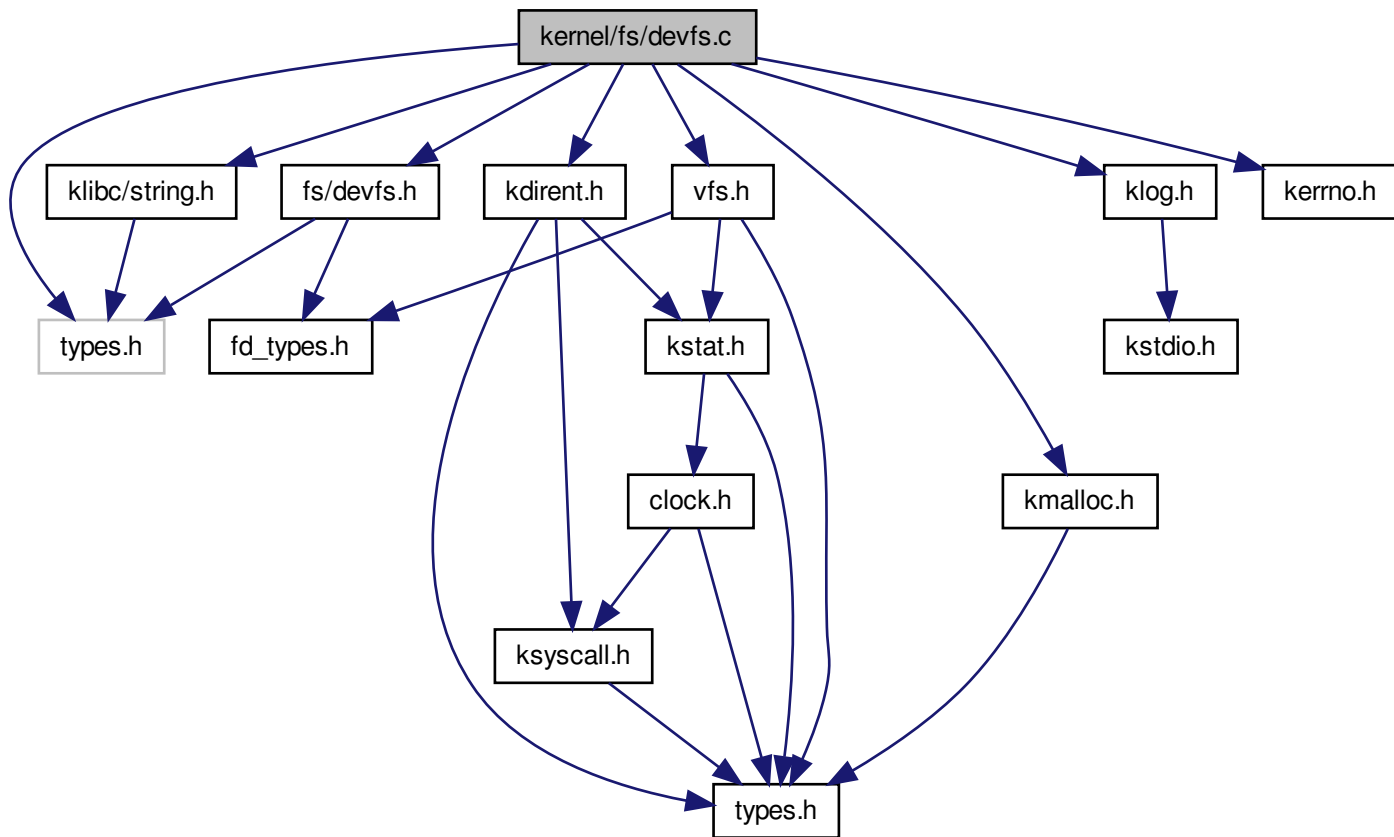 kernel/fs/devfs.c
klibc/string.h
fs/devfs.h
kdirent.h
vfs.h
klog.h
kerrno.h
types.h
fd_types.h
kstat.h
kstdio.h
clock.h
kmalloc.h
ksyscall.h
types.h